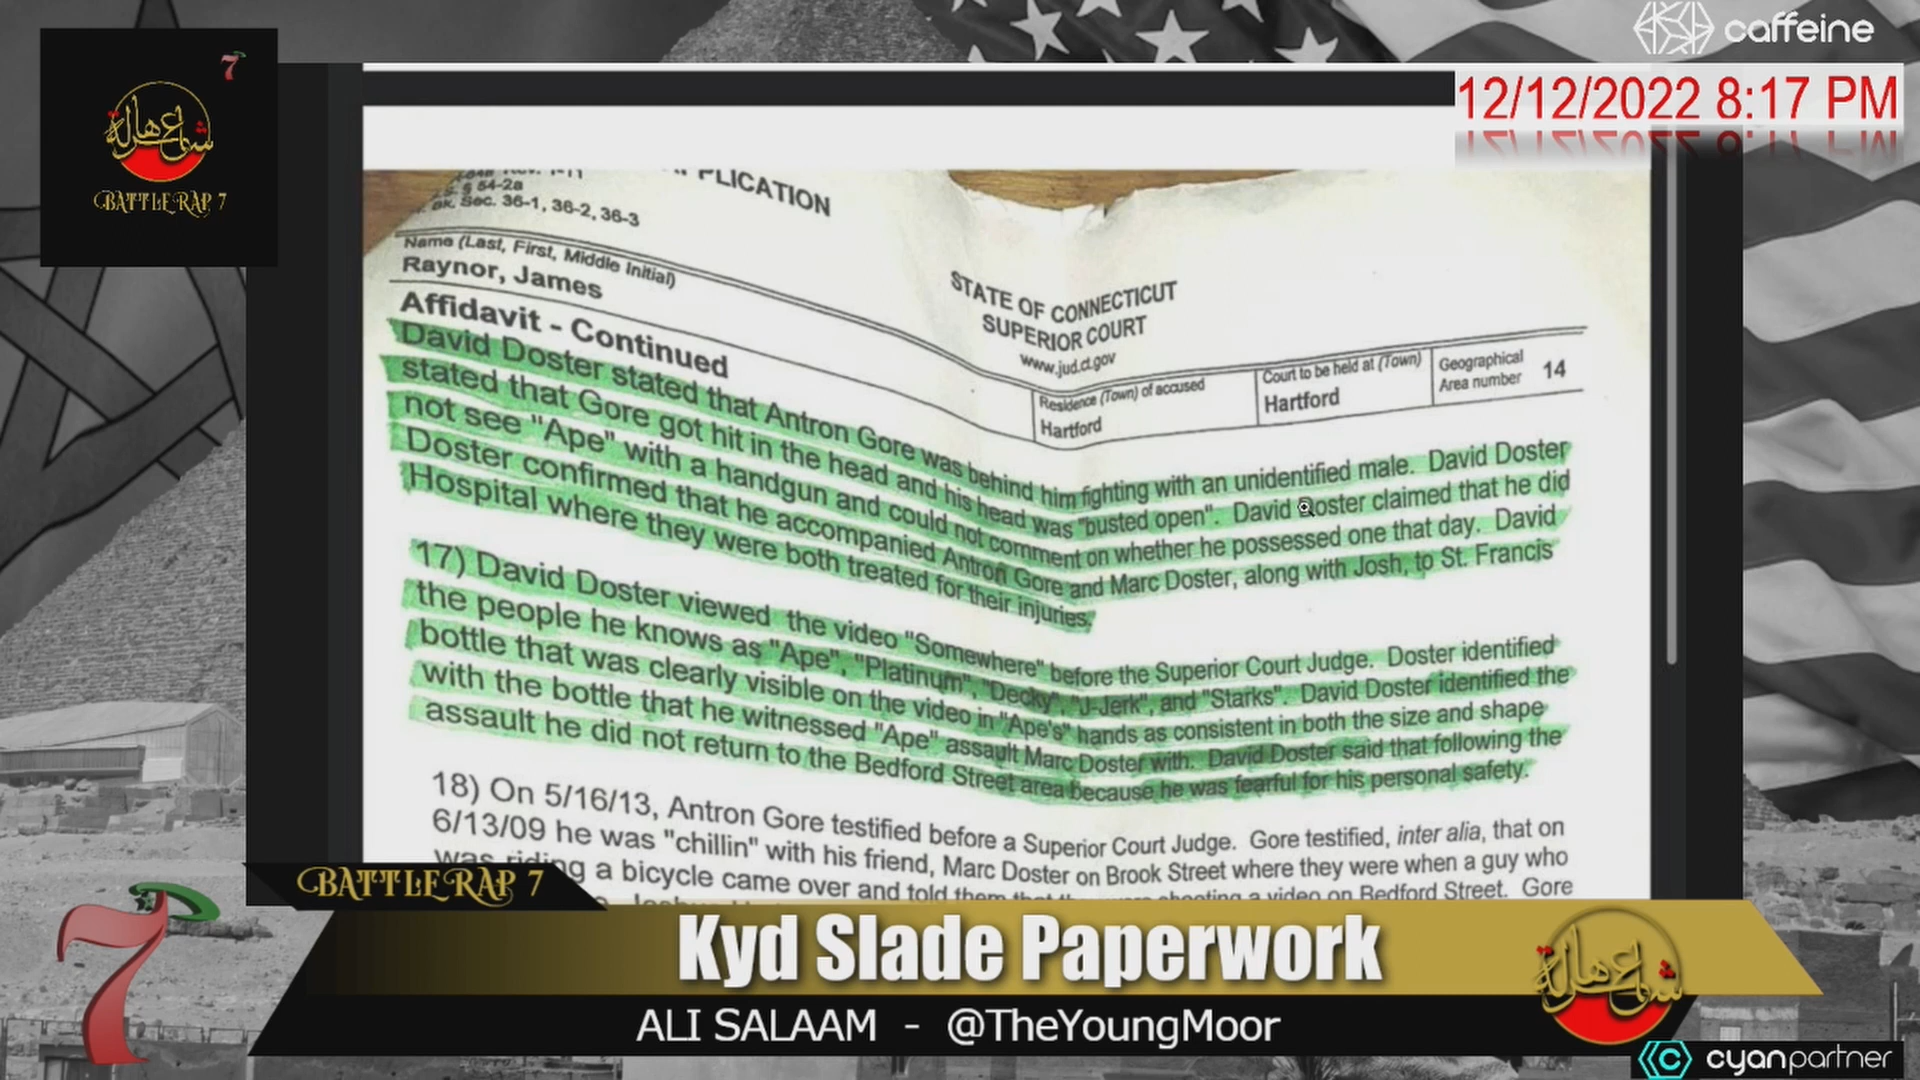 caffeine
12/12/2022 8:17 PM
7
شعاع هالة
BATTLE RAP 7
PLICATION
§ 54-2a
Sec. 36-1, 36-2, 36-3
Name (Last, First, Middle Initial)
Raynor, James
STATE OF CONNECTICUT
SUPERIOR COURT
www.jud.ct.gov
Residence (Town) of accused
Hartford
Court to be held at (Town)
Hartford
Geographical
Area number 14
Affidavit - Continued
David Doster stated that Antron Gore was behind him fighting with an unidentified male. David Doster
stated that Gore got hit in the head and his head was "busted open". David Doster claimed that he did
not see "Ape" with a handgun and could not comment on whether he possessed one that day. David
Doster confirmed that he accompanied Antron Gore and Marc Doster, along with Josh, to St. Francis
Hospital where they were both treated for their injuries.
17) David Doster viewed the video "Somewhere" before the Superior Court Judge. Doster identified
the people he knows as "Ape", "Platinum", "Decky", "J-Jerk", and "Starks". David Doster identified the
bottle that was clearly visible on the video in "Ape's" hands as consistent in both the size and shape
with the bottle that he witnessed "Ape" assault Marc Doster with. David Doster said that following the
assault he did not return to the Bedford Street area because he was fearful for his personal safety.
18) On 5/16/13, Antron Gore testified before a Superior Court Judge. Gore testified, inter alia, that on
6/13/09 he was "chillin" with his friend, Marc Doster on Brook Street where they were when a guy who
was riding a bicycle came over and told them that they were shooting a video on Bedford Street. Gore
BATTLE RAP 7
7
Kyd Slade Paperwork
ALI SALAAM - @TheYoungMoor
cyanpartner